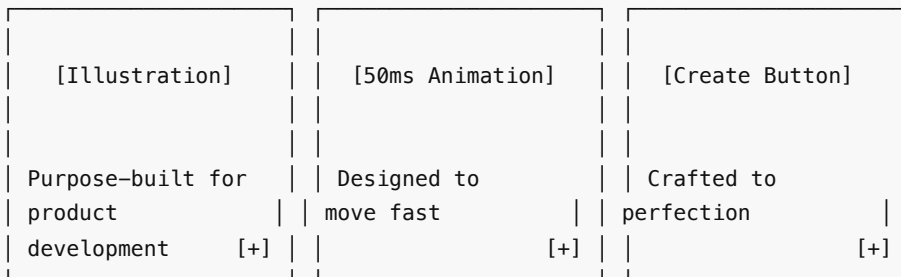 [Illustration] [50ms Animation] [Create Button]
Purpose-built for Designed to Crafted to
product move fast perfection
development [+] [+] [+]